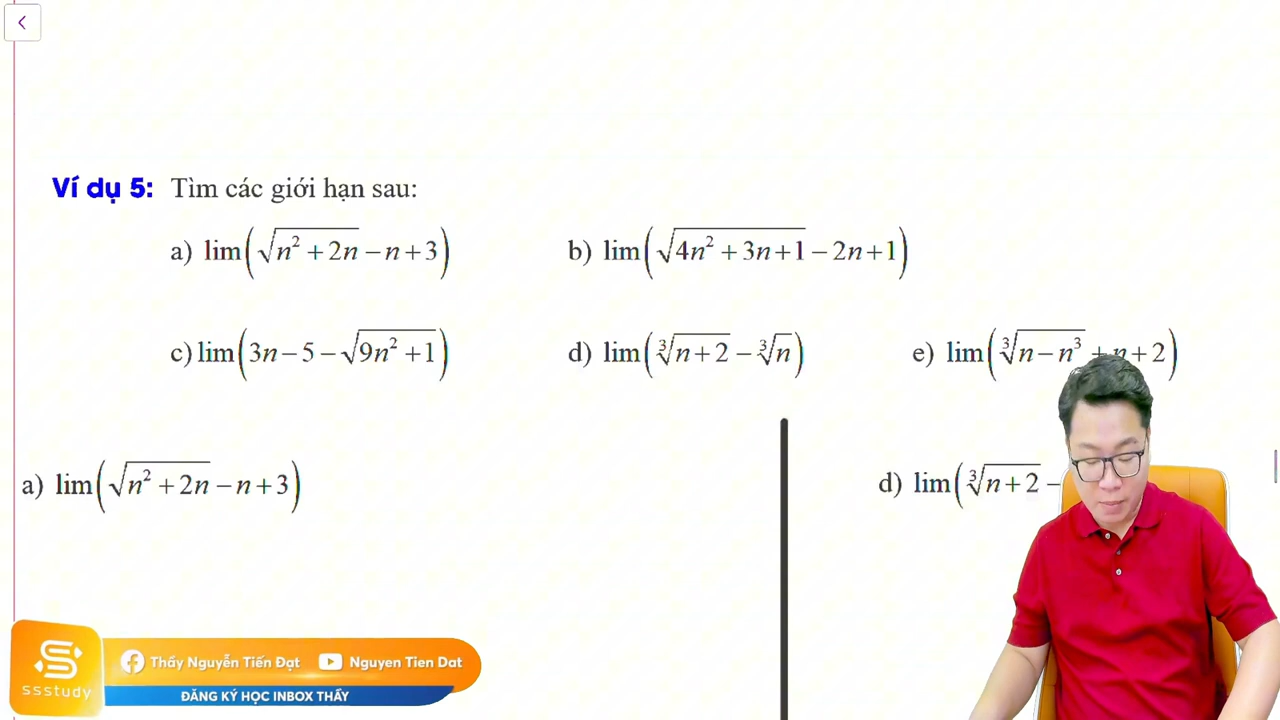 Ví dụ 5: Tìm các giới hạn sau:
a) lim(√(n² + 2n) − n + 3)
b) lim(√(4n² + 3n + 1) − 2n + 1)
c) lim(3n − 5 − √(9n² + 1))
d) lim(∛(n + 2) − ∛n)
e) lim(∛(n − n³) + n + 2)
a) lim(√(n² + 2n) − n + 3)
d) lim(∛(n + 2) −
ssstudy
Thầy Nguyễn Tiến Đạt
Nguyen Tien Dat
ĐĂNG KÝ HỌC INBOX THẦY